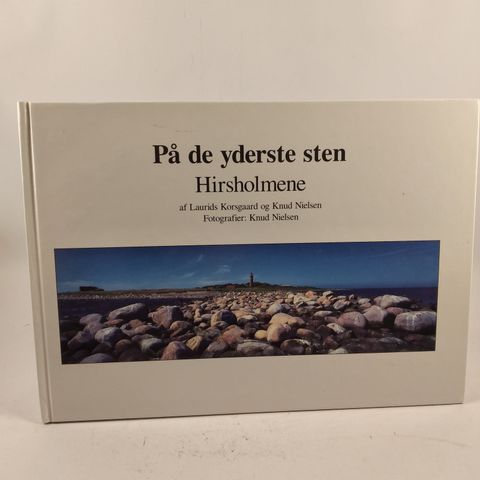 På de yderste sten
Hirsholmene
af Laurids Korsgaard og Knud Nielsen
Fotografier: Knud Nielsen